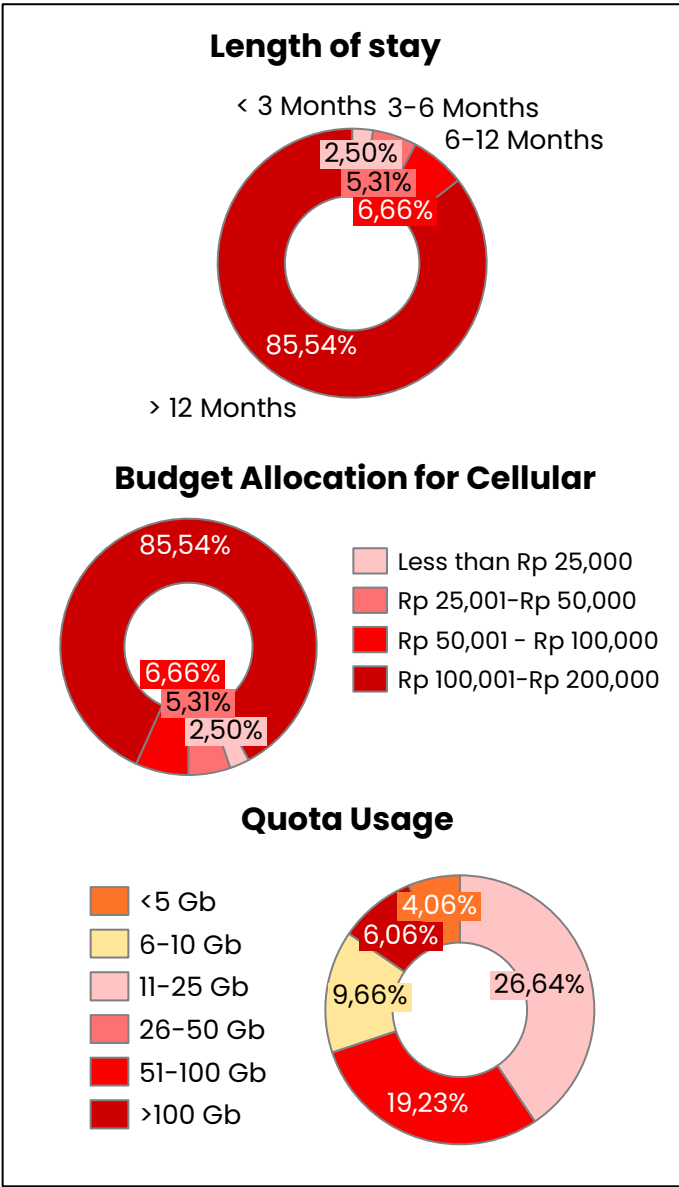 Length of stay
< 3 Months
3-6 Months
6-12 Months
2,50%
5,31%
6,66%
85,54%
> 12 Months
Budget Allocation for Cellular
85,54%
6,66%
5,31%
2,50%
Less than Rp 25,000
Rp 25,001-Rp 50,000
Rp 50,001 - Rp 100,000
Rp 100,001-Rp 200,000
Quota Usage
<5 Gb
6-10 Gb
11-25 Gb
26-50 Gb
51-100 Gb
>100 Gb
4,06%
6,06%
9,66%
26,64%
19,23%